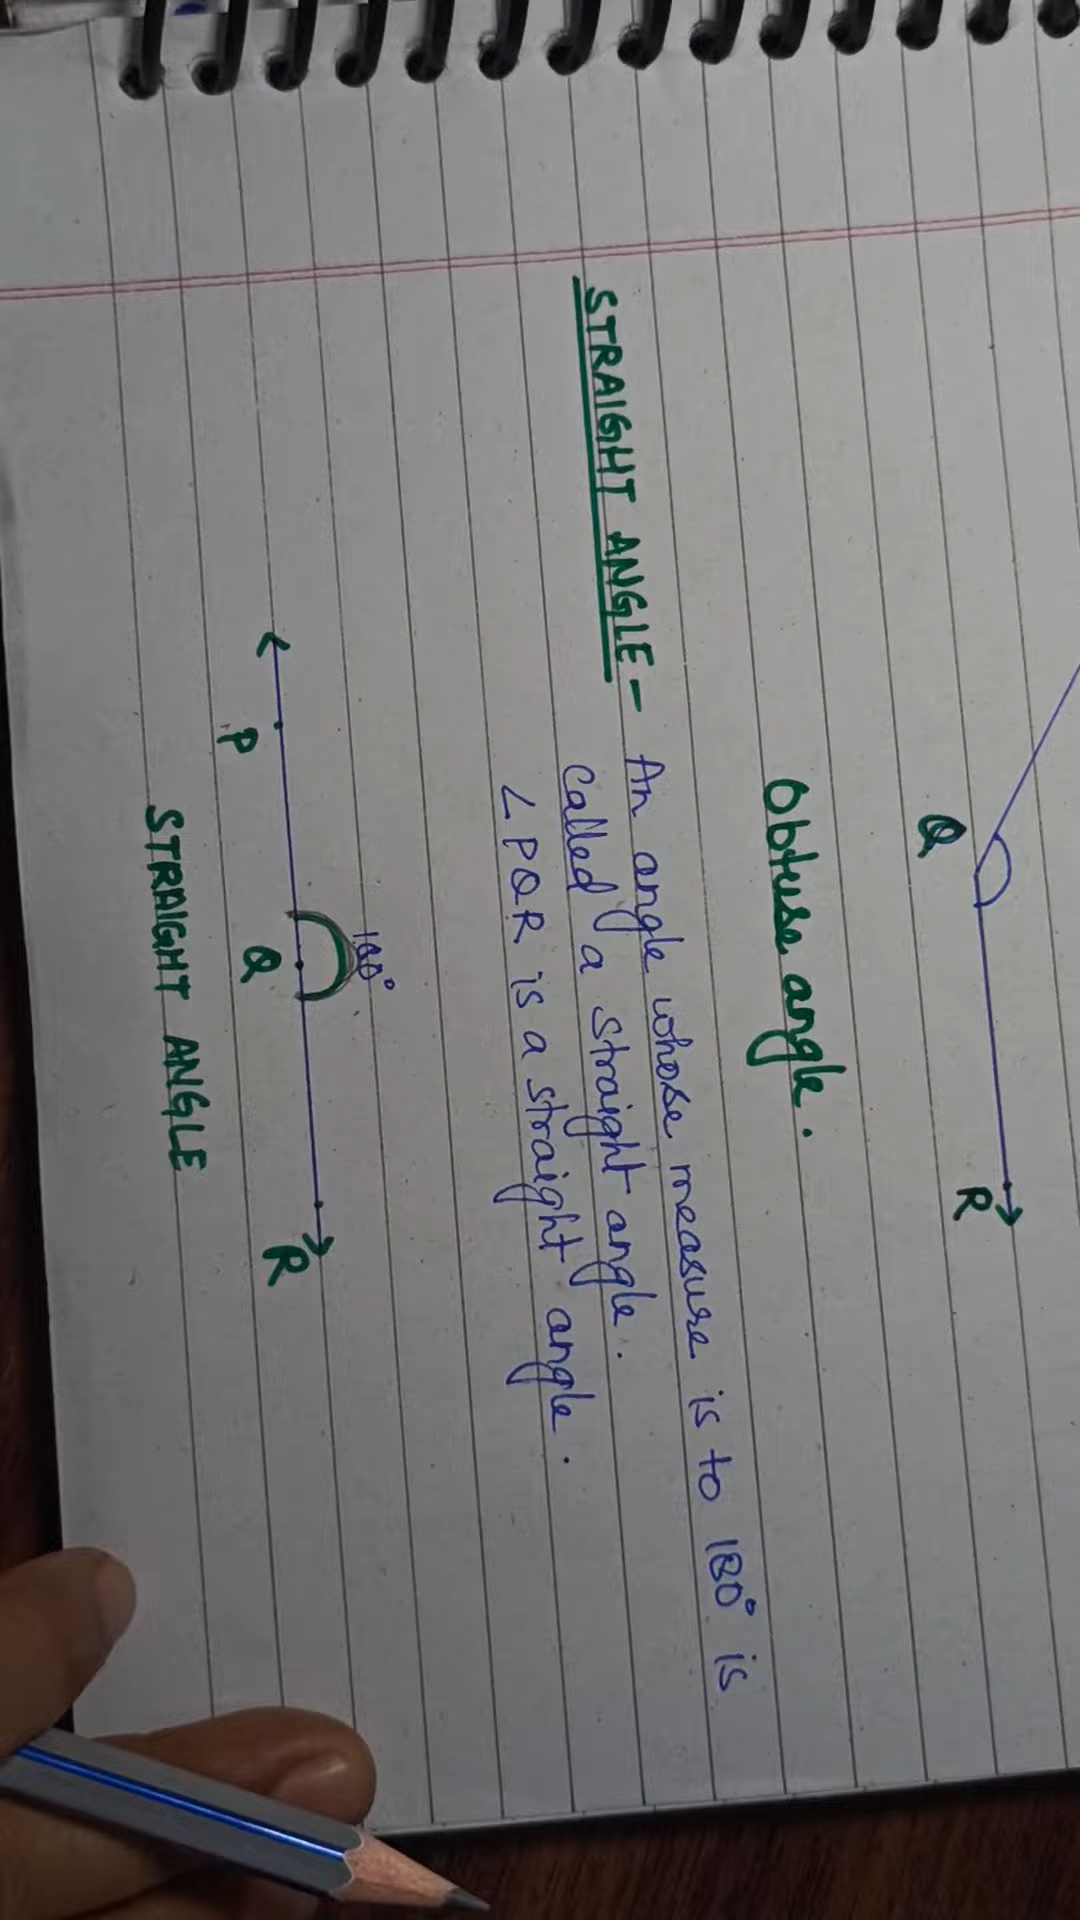 Q
R
Obtuse angle.
STRAIGHT ANGLE - An angle whose measure is to 180° is
called a straight angle.
∠PQR is a straight angle.
180°
P Q R
STRAIGHT ANGLE